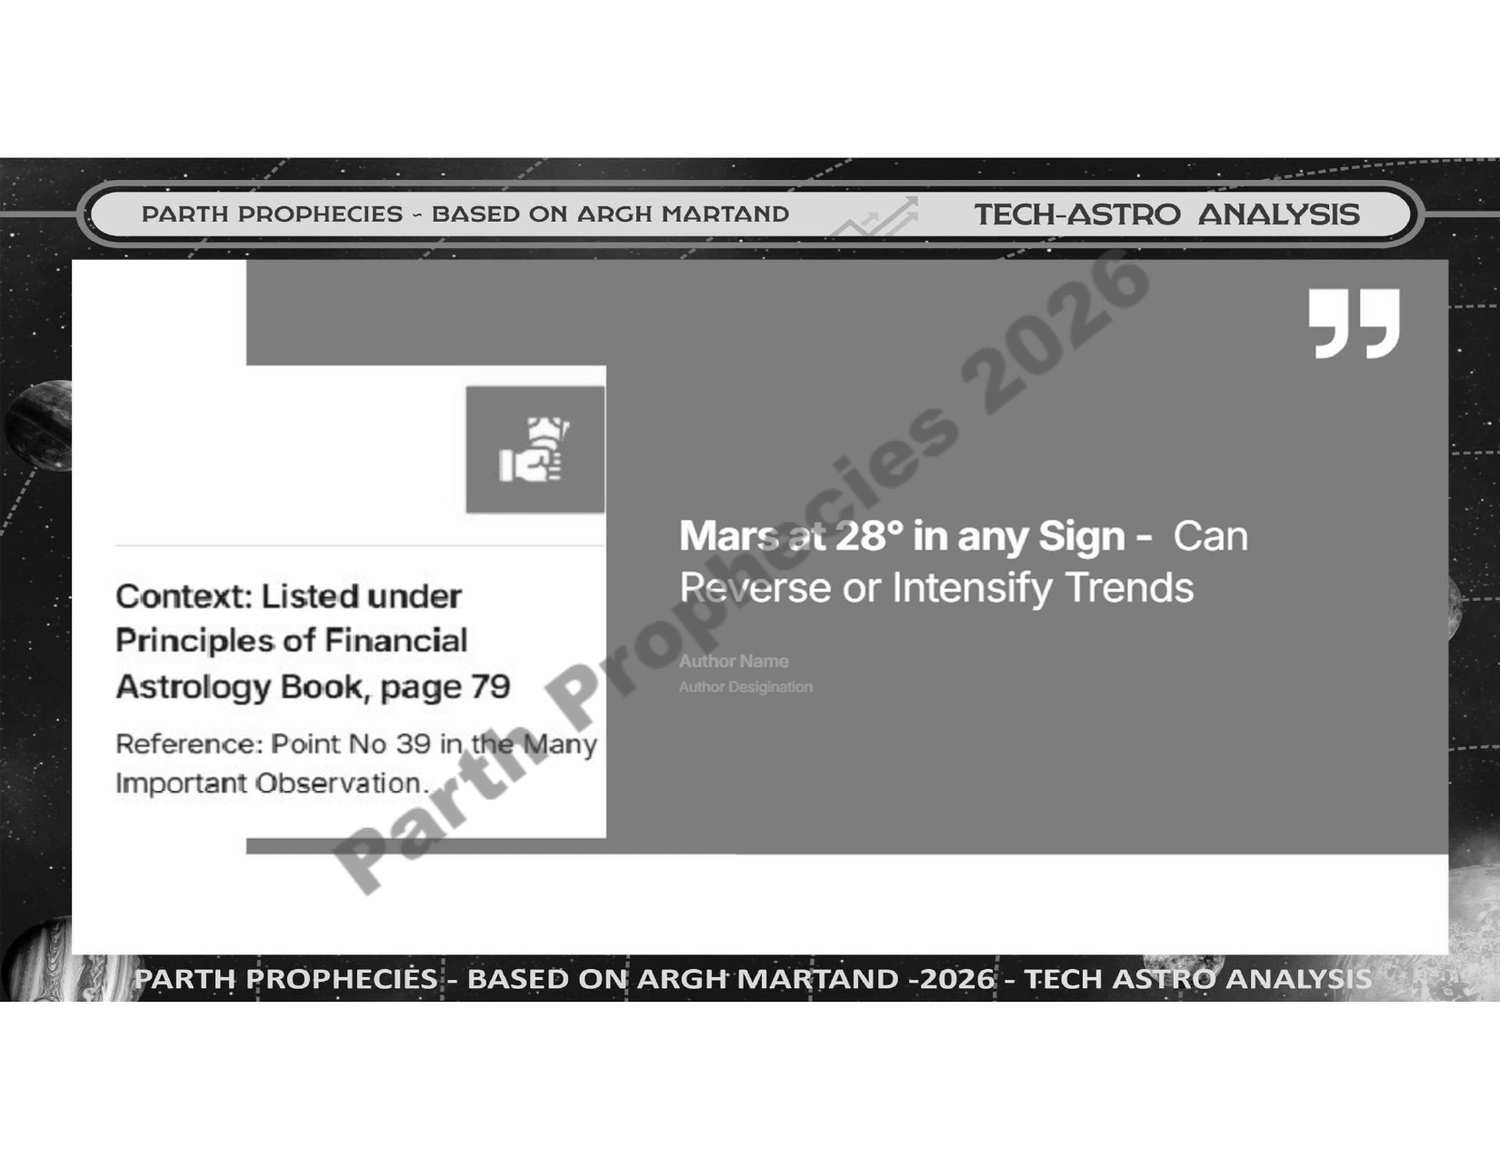 PARTH PROPHECIES - BASED ON ARGH MARTAND
TECH-ASTRO ANALYSIS
Mars at 28° in any Sign - Can
Reverse or Intensify Trends
Author Name
Author Desigination
Context: Listed under
Principles of Financial
Astrology Book, page 79
Reference: Point No 39 in the Many
Important Observation.
Parth Prophecies 2026
PARTH PROPHECIES - BASED ON ARGH MARTAND -2026 - TECH ASTRO ANALYSIS